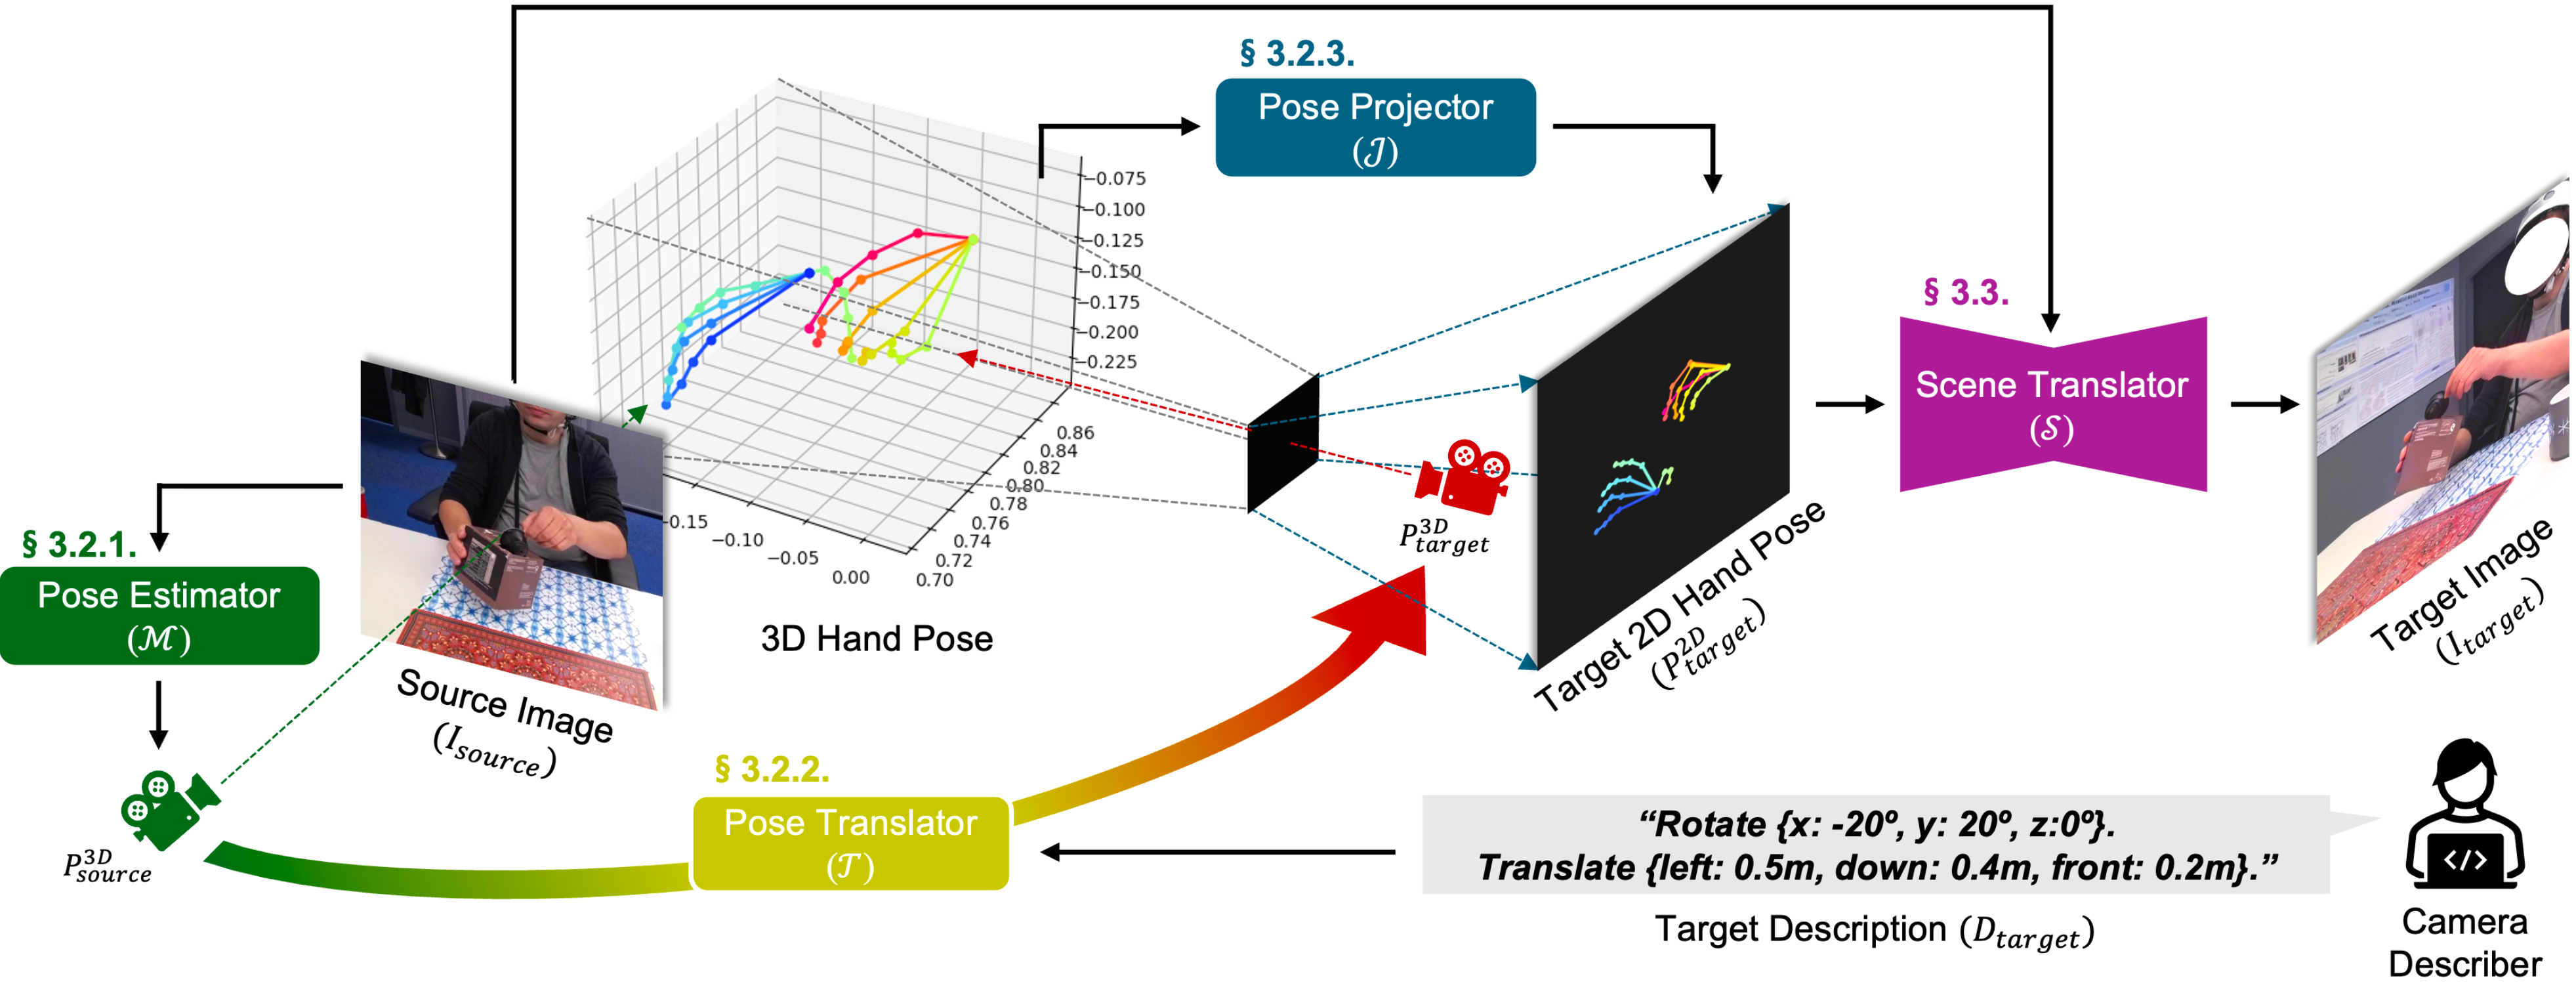 § 3.2.3.
Pose Projector
(𝒥)
−0.075
−0.100
−0.125
−0.150
−0.175
−0.200
−0.225
0.86
0.84
0.82
0.80
0.78
0.76
0.74
0.72
0.70
-0.15
−0.10
−0.05
0.00
3D Hand Pose
§ 3.2.1.
Pose Estimator
(ℳ)
Source Image
(I_source)
P^3D_source
§ 3.2.2.
Pose Translator
(𝒯)
P^3D_target
Target 2D Hand Pose
(P^2D_target)
§ 3.3.
Scene Translator
(𝒮)
Target Image
(I_target)
“Rotate {x: -20º, y: 20º, z:0º}.
Translate {left: 0.5m, down: 0.4m, front: 0.2m}.”
Target Description (D_target)
</>
Camera
Describer